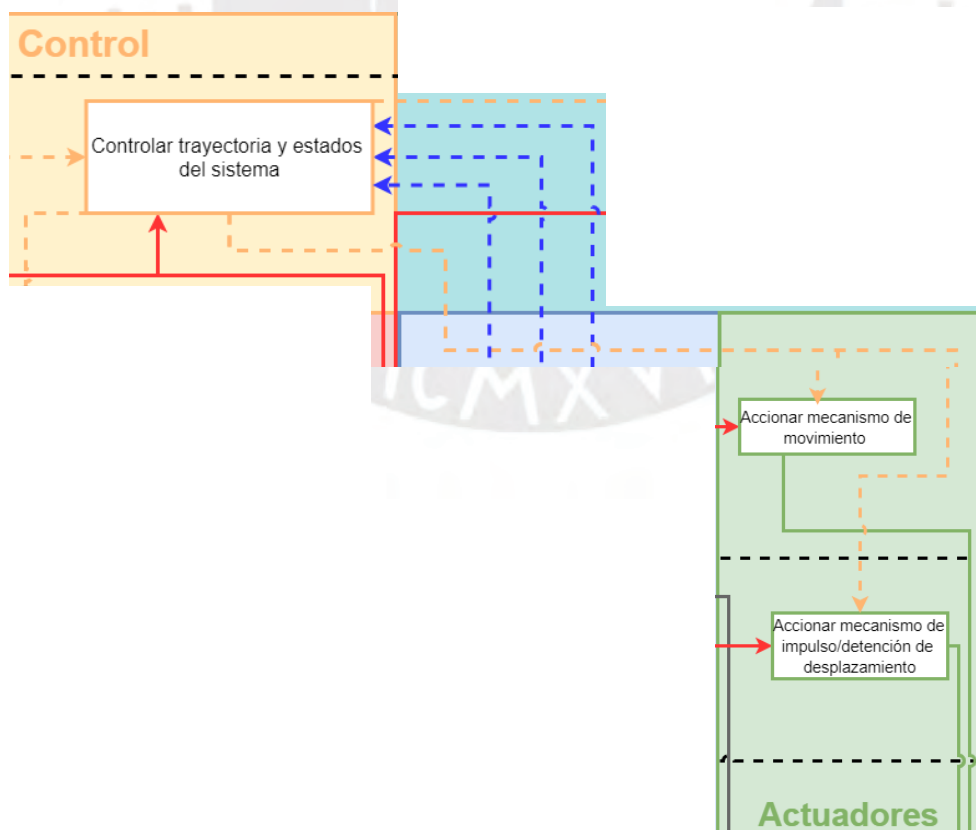 Control
Controlar trayectoria y estados
del sistema
Accionar mecanismo de
movimiento
Accionar mecanismo de
impulso/detención de
desplazamiento
Actuadores